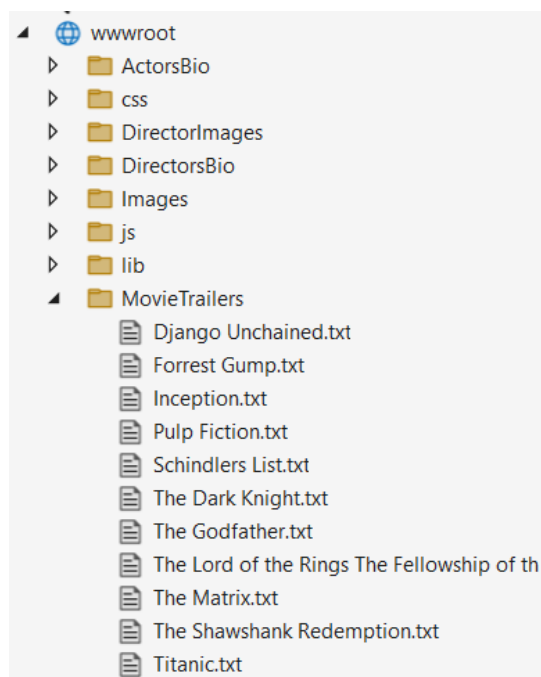 wwwroot
ActorsBio
css
DirectorImages
DirectorsBio
Images
js
lib
MovieTrailers
Django Unchained.txt
Forrest Gump.txt
Inception.txt
Pulp Fiction.txt
Schindlers List.txt
The Dark Knight.txt
The Godfather.txt
The Lord of the Rings The Fellowship of th
The Matrix.txt
The Shawshank Redemption.txt
Titanic.txt